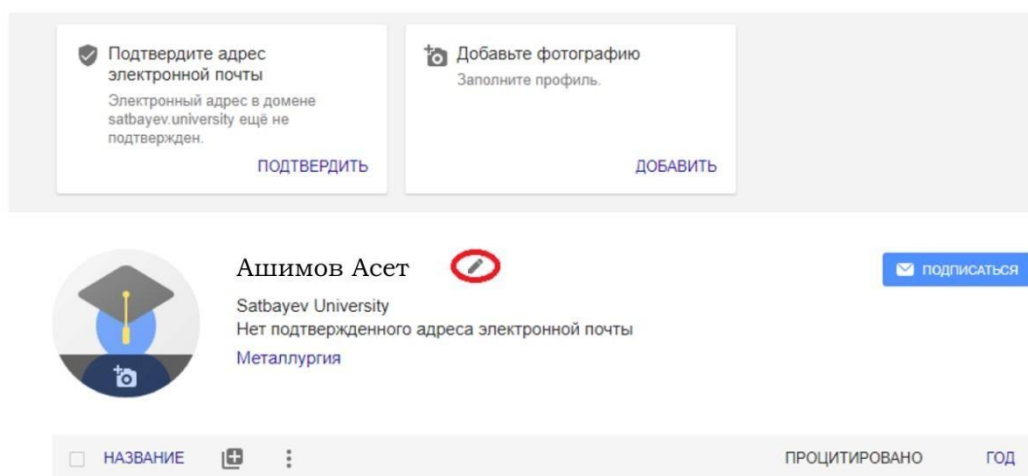 Подтвердите адрес
электронной почты
Электронный адрес в домене
satbayev.university ещё не
подтвержден.
ПОДТВЕРДИТЬ
Добавьте фотографию
Заполните профиль.
ДОБАВИТЬ
Ашимов Асет
ПОДПИСАТЬСЯ
Satbayev University
Нет подтвержденного адреса электронной почты
Металлургия
НАЗВАНИЕ
ПРОЦИТИРОВАНО
ГОД